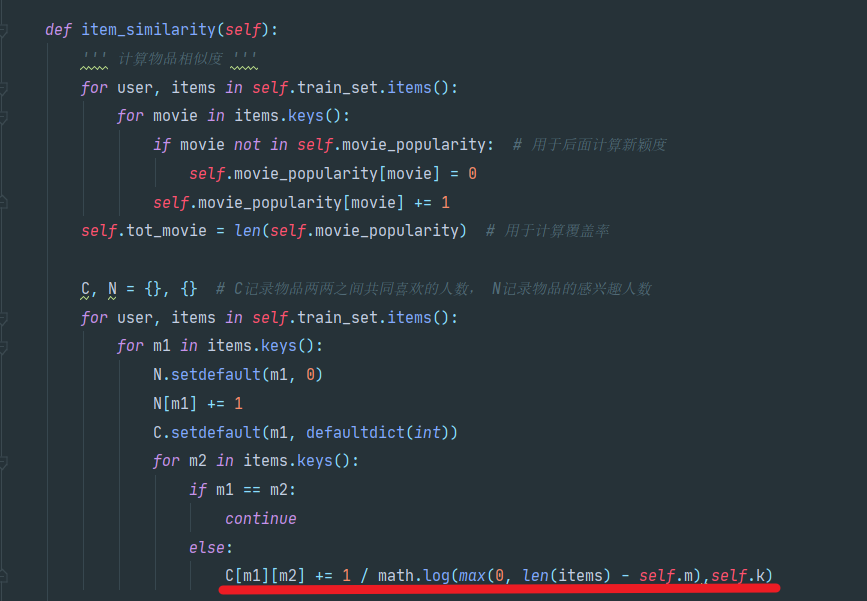 def item_similarity(self):
''' 计算物品相似度 '''
for user, items in self.train_set.items():
for movie in items.keys():
if movie not in self.movie_popularity:  # 用于后面计算新颖度
self.movie_popularity[movie] = 0
self.movie_popularity[movie] += 1
self.tot_movie = len(self.movie_popularity)  # 用于计算覆盖率
C, N = {}, {}  # C记录物品两两之间共同喜欢的人数， N记录物品的感兴趣人数
for user, items in self.train_set.items():
for m1 in items.keys():
N.setdefault(m1, 0)
N[m1] += 1
C.setdefault(m1, defaultdict(int))
for m2 in items.keys():
if m1 == m2:
continue
else:
C[m1][m2] += 1 / math.log(max(0, len(items) - self.m),self.k)